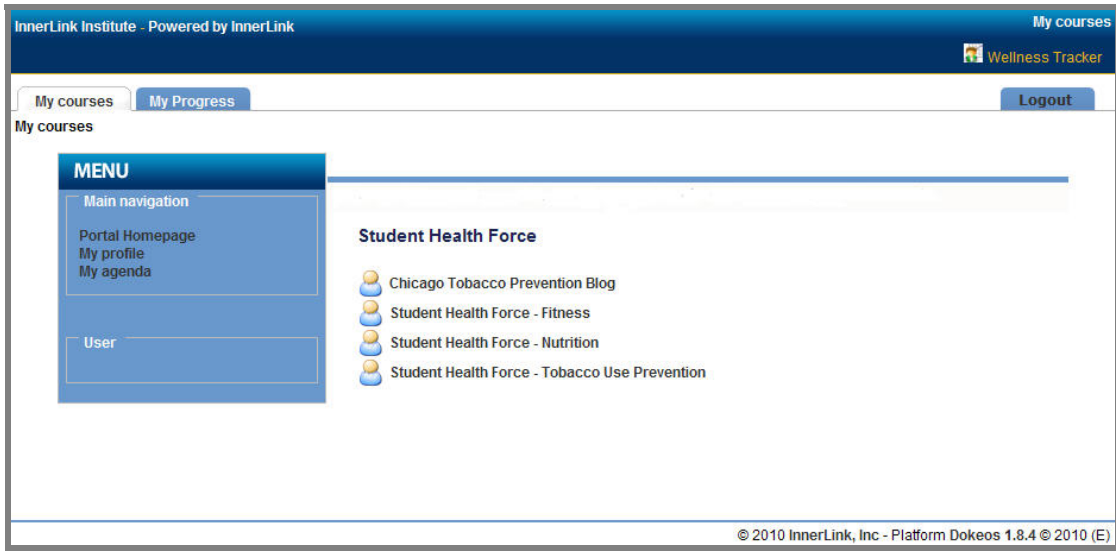 InnerLink Institute - Powered by InnerLink
My courses
Wellness Tracker
My courses
My Progress
Logout
My courses
MENU
Main navigation
Portal Homepage
My profile
My agenda
User
Student Health Force
Chicago Tobacco Prevention Blog
Student Health Force - Fitness
Student Health Force - Nutrition
Student Health Force - Tobacco Use Prevention
© 2010 InnerLink, Inc - Platform Dokeos 1.8.4 © 2010 (E)